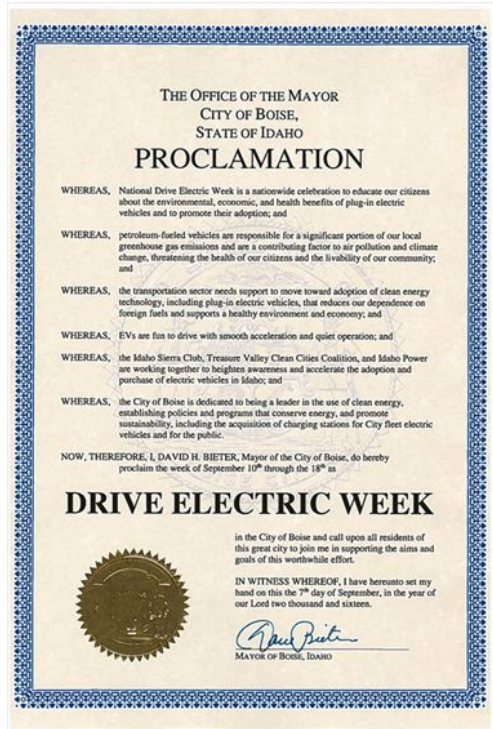 THE OFFICE OF THE MAYOR
CITY OF BOISE,
STATE OF IDAHO
PROCLAMATION
WHEREAS, National Drive Electric Week is a nationwide celebration to educate our citizens
about the environmental, economic, and health benefits of plug-in electric
vehicles and to promote their adoption; and
WHEREAS, petroleum-fueled vehicles are responsible for a significant portion of our local
greenhouse gas emissions and are a contributing factor to air pollution and climate
change, threatening the health of our citizens and the livability of our community;
and
WHEREAS, the transportation sector needs support to move toward adoption of clean energy
technology, including plug-in electric vehicles, that reduces our dependence on
foreign fuels and supports a healthy environment and economy; and
WHEREAS, EVs are fun to drive with smooth acceleration and quiet operation; and
WHEREAS, the Idaho Sierra Club, Treasure Valley Clean Cities Coalition, and Idaho Power
are working together to heighten awareness and accelerate the adoption and
purchase of electric vehicles in Idaho; and
WHEREAS, the City of Boise is dedicated to being a leader in the use of clean energy,
establishing policies and programs that conserve energy, and promote
sustainability, including the acquisition of charging stations for City fleet electric
vehicles and for the public.
NOW, THEREFORE, I, DAVID H. BIETER, Mayor of the City of Boise, do hereby
proclaim the week of September 10th through the 18th as
DRIVE ELECTRIC WEEK
in the City of Boise and call upon all residents of
this great city to join me in supporting the aims and
goals of this worthwhile effort.
IN WITNESS WHEREOF, I have hereunto set my
hand on this the 7th day of September, in the year of
our Lord two thousand and sixteen.
Dave Bieter
MAYOR OF BOISE, IDAHO